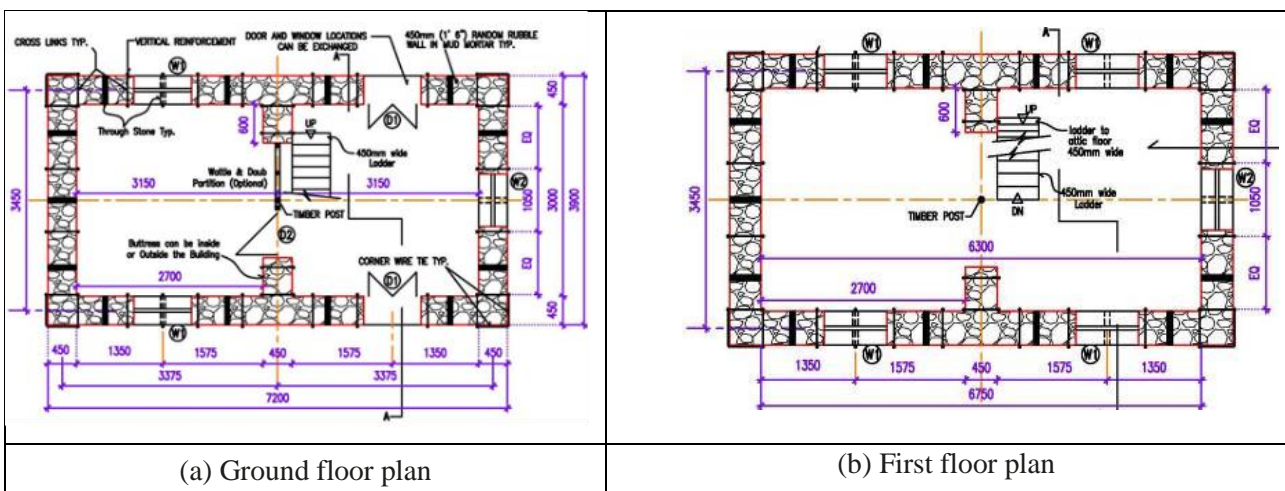 CROSS LINKS TYP.
VERTICAL REINFORCEMENT
DOOR AND WINDOW LOCATIONS
CAN BE EXCHANGED
450mm (1' 6") RANDOM RUBBLE
WALL IN MUD MORTAR TYP.
W1
A
Through Stone Typ.
600
UP
D1
450mm wide
Ladder
Wattle & Daub
Partition (Optional)
3150
3150
TIMBER POST
W2
D2
Buttress can be inside
or Outside the Building
2700
CORNER WIRE TIE TYP.
D1
W1
3450
450
EQ
1050
EQ
450
3000
3900
450
1350
1575
450
1575
1350
450
3375
3375
7200
A
(a) Ground floor plan
A
W1
W1
600
UP
ladder to
attic floor
450mm wide
450mm wide
Ladder
DN
TIMBER POST
W2
6300
2700
3450
EQ
1050
EQ
W1
W1
1350
1575
450
1575
1350
6750
(b) First floor plan